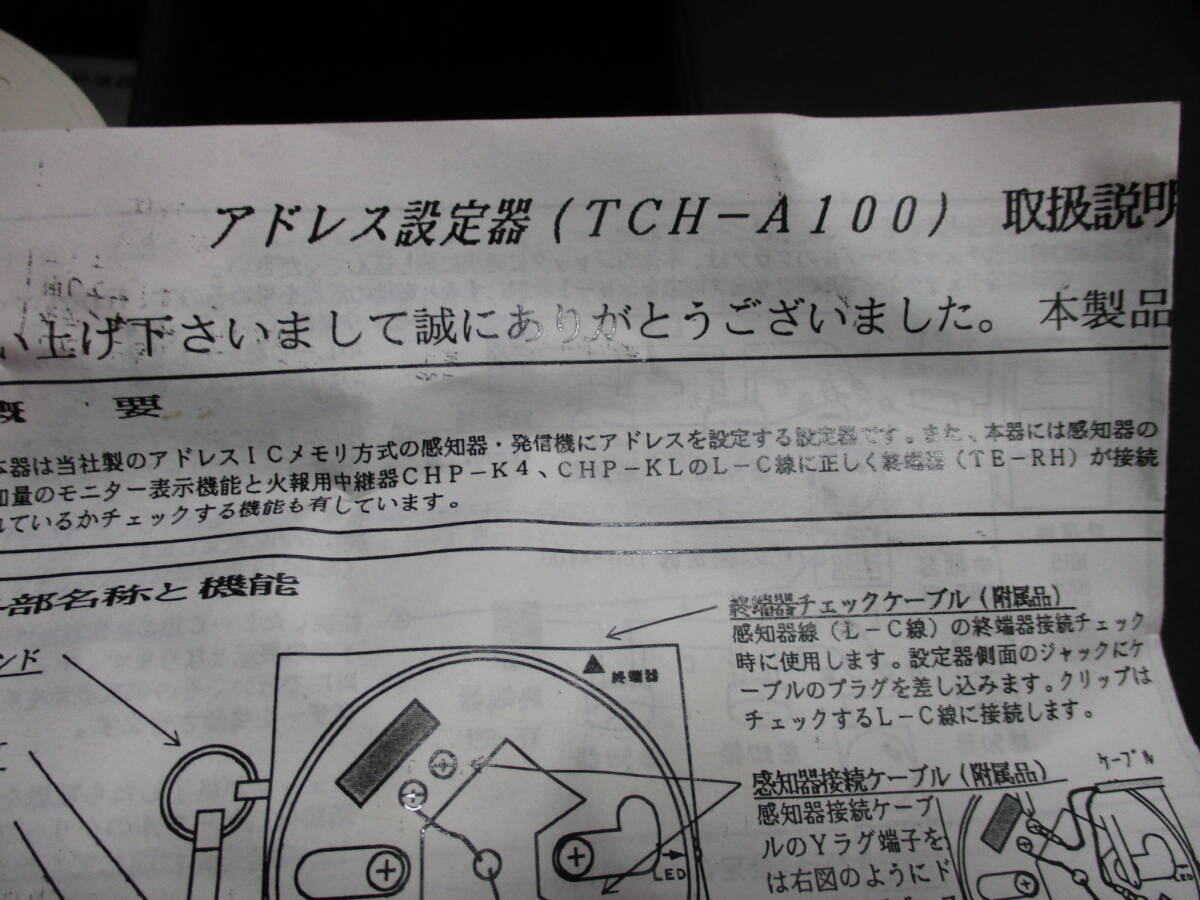 アドレス設定器(TCH-A100) 取扱説明
い上げ下さいまして誠にありがとうございました。 本製品
概 要
本器は当社製のアドレスICメモリ方式の感知器・発信機にアドレスを設定する設定器です。また、本器には感知器の
知量のモニター表示機能と火報用中継器CHP-K4、CHP-KLのL-C線に正しく終端器(TE-RH)が接続
れているかチェックする機能も有しています。
部名称と機能
ンド
終端器チェックケーブル(附属品)
感知器線(L-C線)の終端器接続チェック
時に使用します。設定器側面のジャックにケ
ーブルのプラグを差し込みます。クリップは
チェックするL-C線に接続します。
▲終端器
感知器接続ケーブル(附属品)
感知器接続ケーブ
ルのYラグ端子を
は右図のようにド
ケーブル
LED
LED